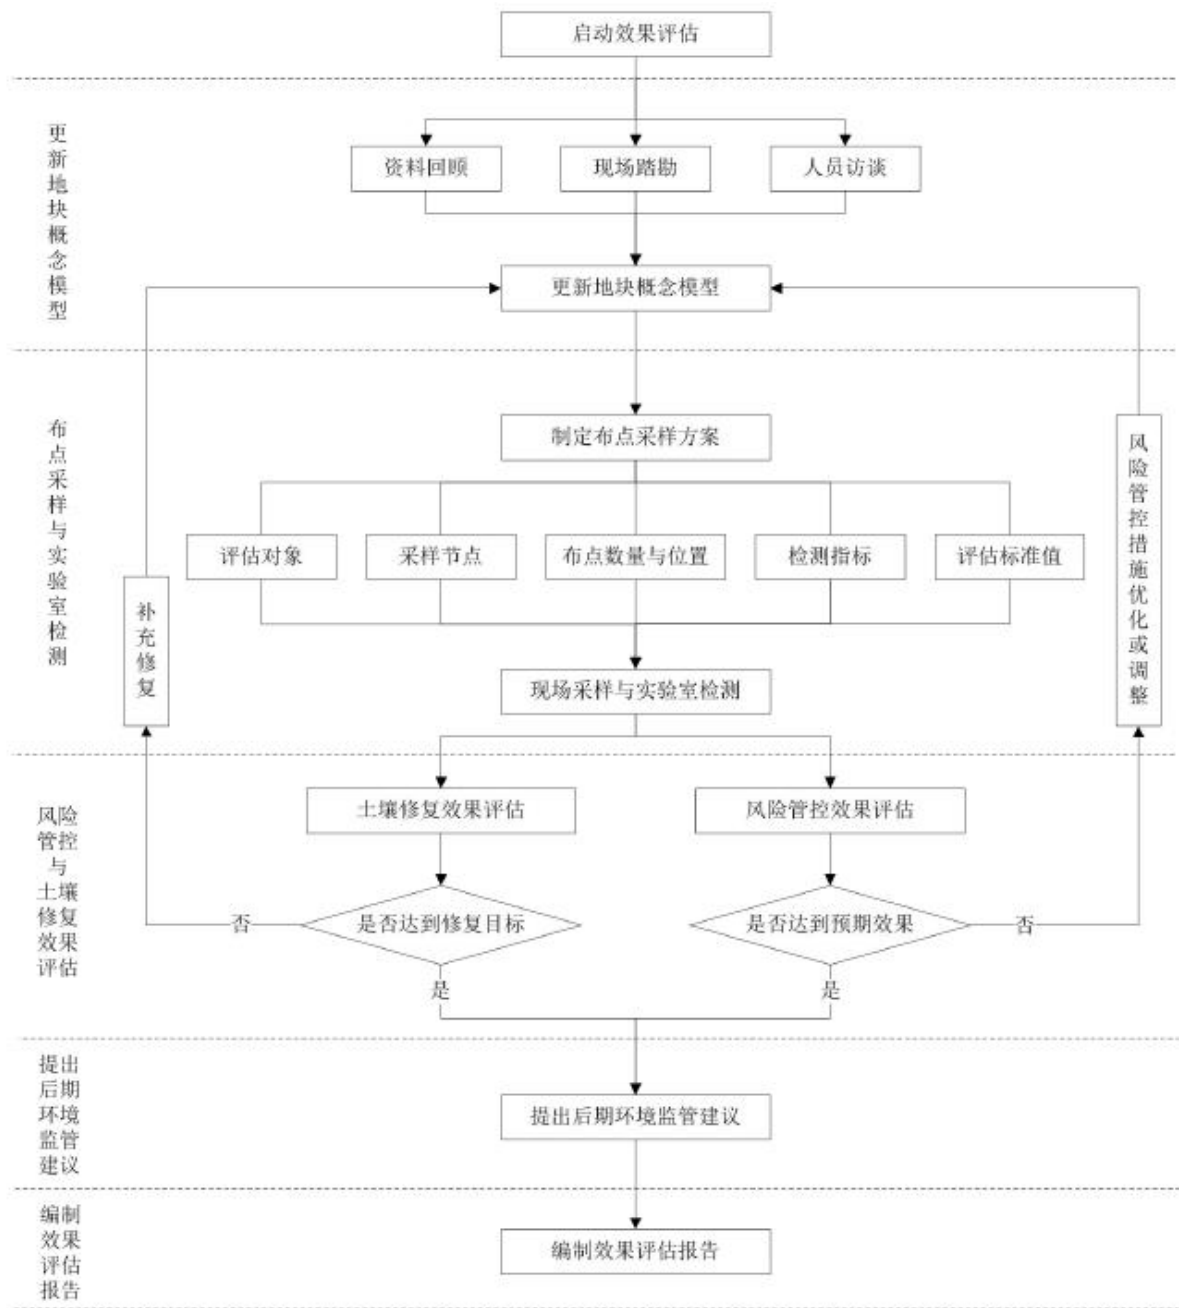 启动效果评估
更新地块概念模型
资料回顾
现场踏勘
人员访谈
更新地块概念模型
布点采样与实验室检测
制定布点采样方案
评估对象
采样节点
布点数量与位置
检测指标
评估标准值
补充修复
风险管控措施优化或调整
现场采样与实验室检测
风险
管控
与
土壤
修复
效果
评估
土壤修复效果评估
风险管控效果评估
否
是否达到修复目标
是否达到预期效果
否
是
是
提出
后期
环境
监管
建议
提出后期环境监管建议
编制
效果
评估
报告
编制效果评估报告